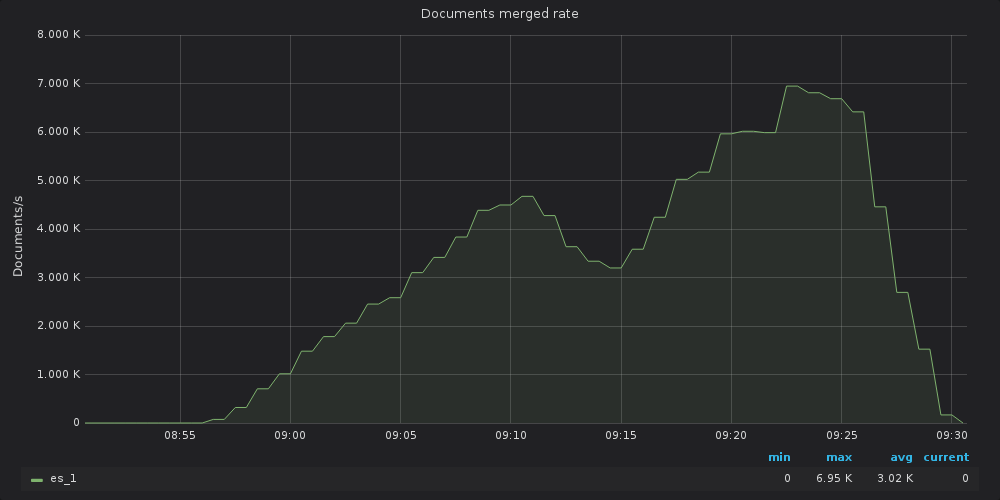 Documents merged rate
8.000 K
7.000 K
6.000 K
5.000 K
4.000 K
3.000 K
2.000 K
1.000 K
0
Documents/s
08:55 09:00 09:05 09:10 09:15 09:20 09:25 09:30
min max avg current
es_1 0 6.95 K 3.02 K 0